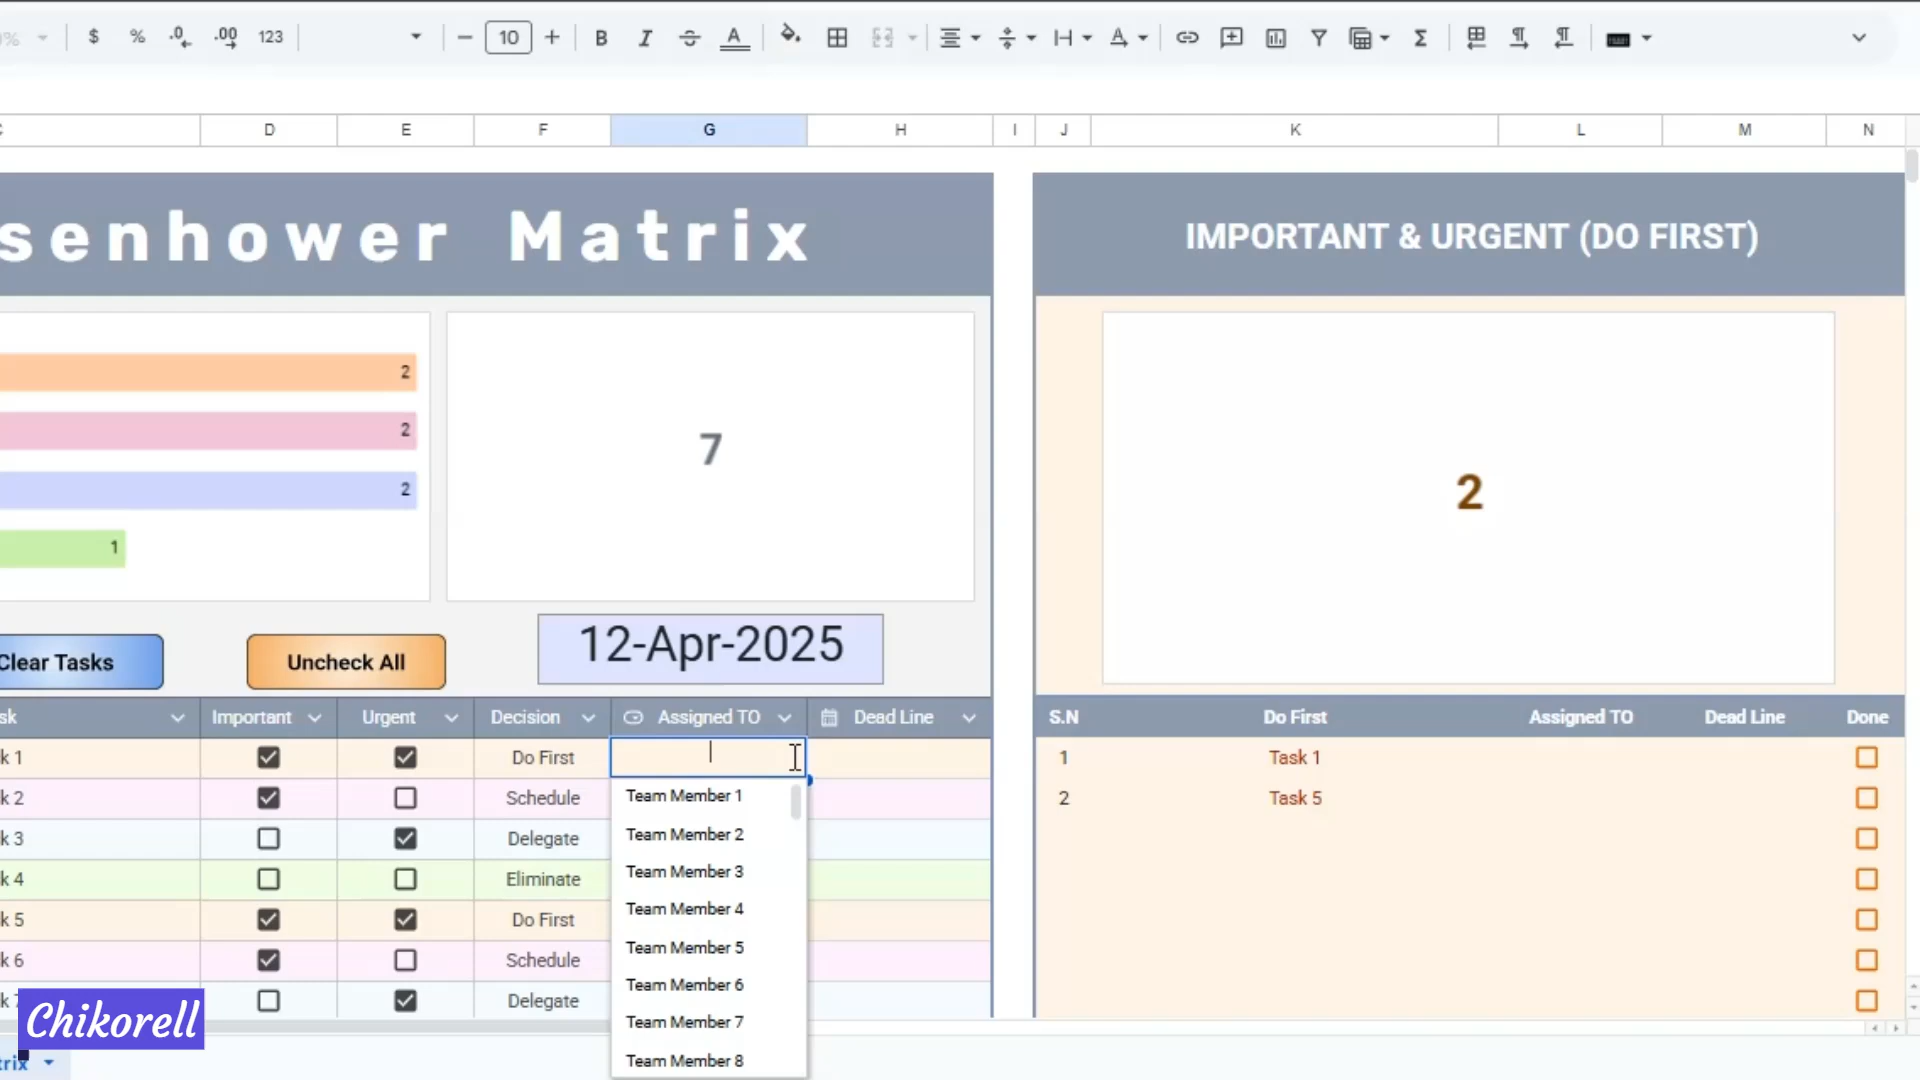 $ % .0 .00 123 10 B I A A Σ
D E F G H I J K L M N
senhower Matrix
IMPORTANT & URGENT (DO FIRST)
2
2
2
1
7
2
12-Apr-2025
Clear Tasks
Uncheck All
sk Important Urgent Decision Assigned TO Dead Line
k 1 Do First
k 2 Schedule
k 3 Delegate
k 4 Eliminate
k 5 Do First
k 6 Schedule
k 7 Delegate
Team Member 1
Team Member 2
Team Member 3
Team Member 4
Team Member 5
Team Member 6
Team Member 7
Team Member 8
S.N Do First Assigned TO Dead Line Done
1 Task 1
2 Task 5
Chikorell
trix